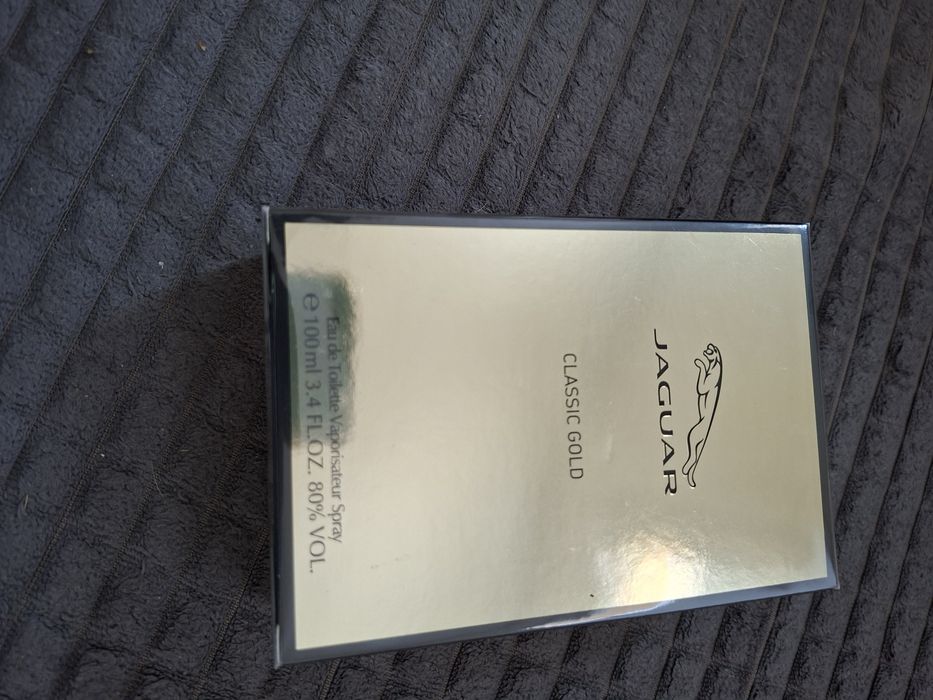 JAGUAR
CLASSIC GOLD
Eau de Toilette Vaporisateur Spray
e 100ml 3.4 FL.OZ. 80% VOL.